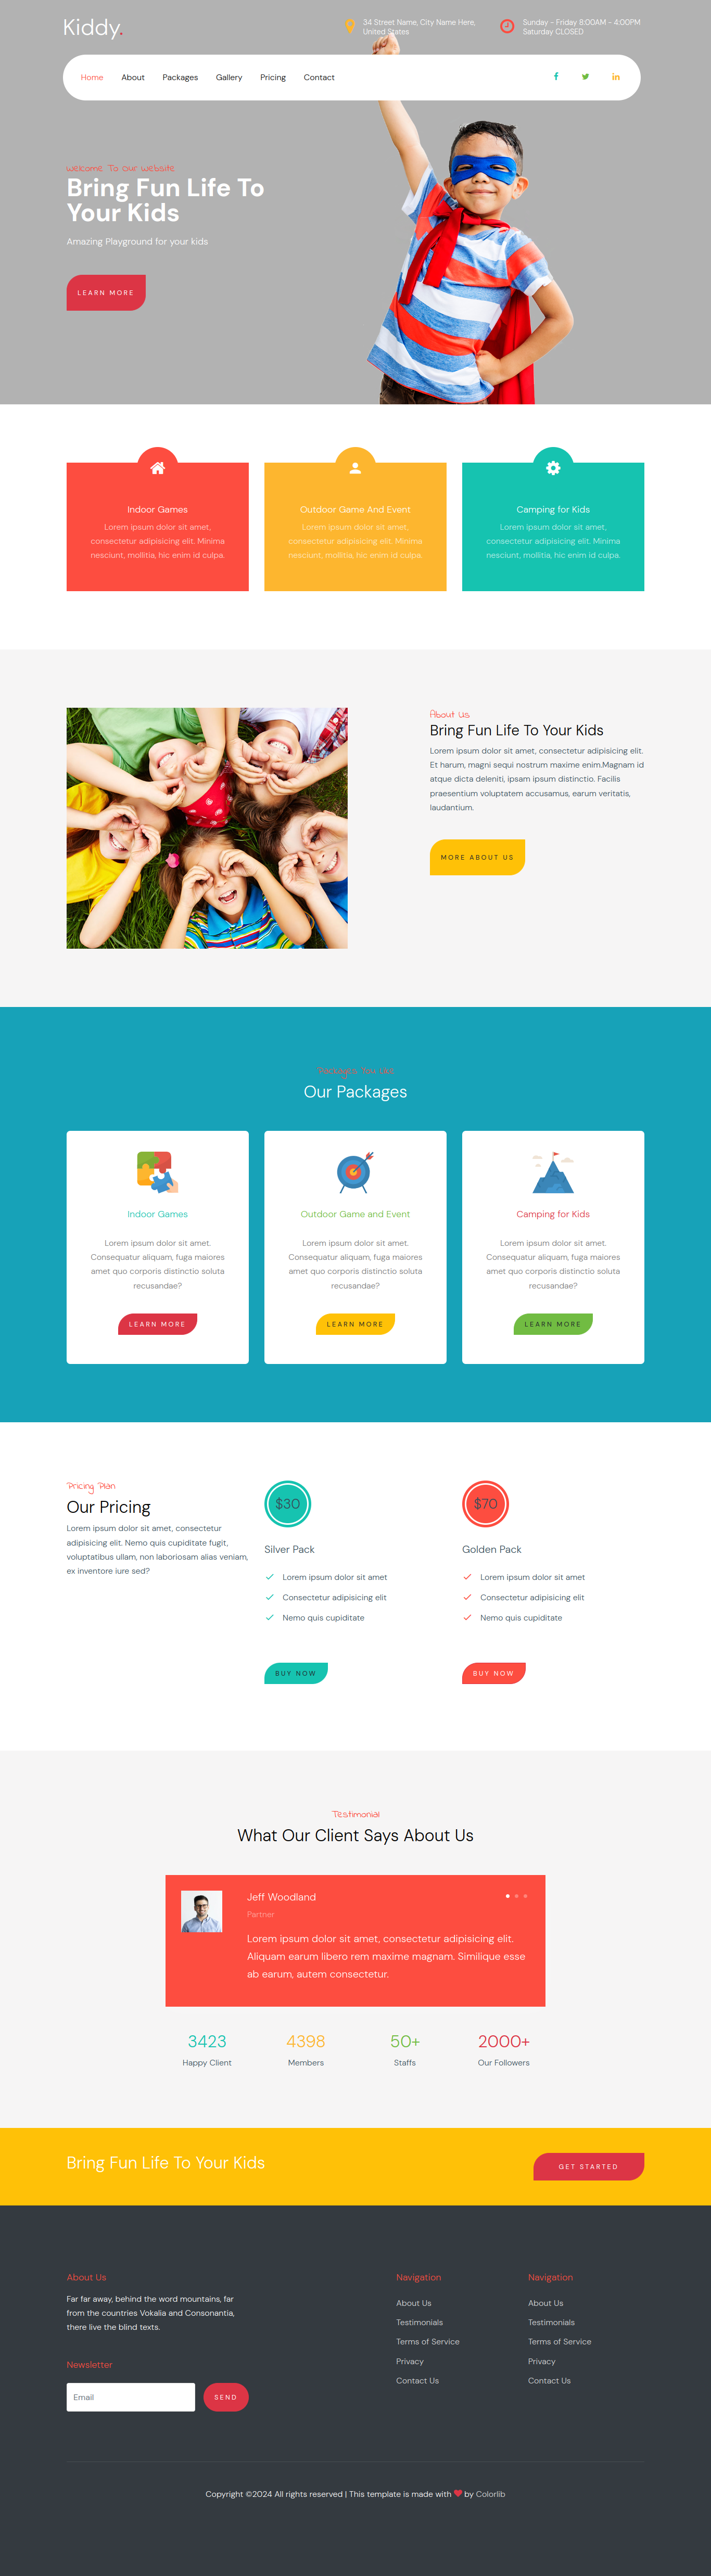 Kiddy.
34 Street Name, City Name Here,
United States
Sunday - Friday 8:00AM - 4:00PM
Saturday CLOSED
Home About Packages Gallery Pricing Contact
Welcome To Our Website
Bring Fun Life To
Your Kids
Amazing Playground for your kids
LEARN MORE
Indoor Games
Lorem ipsum dolor sit amet,
consectetur adipisicing elit. Minima
nesciunt, mollitia, hic enim id culpa.
Outdoor Game And Event
Lorem ipsum dolor sit amet,
consectetur adipisicing elit. Minima
nesciunt, mollitia, hic enim id culpa.
Camping for Kids
Lorem ipsum dolor sit amet,
consectetur adipisicing elit. Minima
nesciunt, mollitia, hic enim id culpa.
About Us
Bring Fun Life To Your Kids
Lorem ipsum dolor sit amet, consectetur adipisicing elit.
Et harum, magni sequi nostrum maxime enim.Magnam id
atque dicta deleniti, ipsam ipsum distinctio. Facilis
praesentium voluptatem accusamus, earum veritatis,
laudantium.
MORE ABOUT US
Our Packages
Indoor Games
Lorem ipsum dolor sit amet.
Consequatur aliquam, fuga maiores
amet quo corporis distinctio soluta
recusandae?
LEARN MORE
Outdoor Game and Event
Lorem ipsum dolor sit amet.
Consequatur aliquam, fuga maiores
amet quo corporis distinctio soluta
recusandae?
LEARN MORE
Camping for Kids
Lorem ipsum dolor sit amet.
Consequatur aliquam, fuga maiores
amet quo corporis distinctio soluta
recusandae?
LEARN MORE
Pricing Plan
Our Pricing
Lorem ipsum dolor sit amet, consectetur
adipisicing elit. Nemo quis cupiditate fugit,
voluptatibus ullam, non laboriosam alias veniam,
ex inventore iure sed?
$30
Silver Pack
Lorem ipsum dolor sit amet
Consectetur adipisicing elit
Nemo quis cupiditate
BUY NOW
$70
Golden Pack
Lorem ipsum dolor sit amet
Consectetur adipisicing elit
Nemo quis cupiditate
BUY NOW
Testimonial
What Our Client Says About Us
Jeff Woodland
Partner
Lorem ipsum dolor sit amet, consectetur adipisicing elit.
Aliquam earum libero rem maxime magnam. Similique esse
ab earum, autem consectetur.
3423
Happy Client
4398
Members
50+
Staffs
2000+
Our Followers
Bring Fun Life To Your Kids
GET STARTED
About Us
Far far away, behind the word mountains, far
from the countries Vokalia and Consonantia,
there live the blind texts.
Newsletter
Email
SEND
Navigation
About Us
Testimonials
Terms of Service
Privacy
Contact Us
Navigation
About Us
Testimonials
Terms of Service
Privacy
Contact Us
Copyright ©2024 All rights reserved | This template is made with ❤ by Colorlib